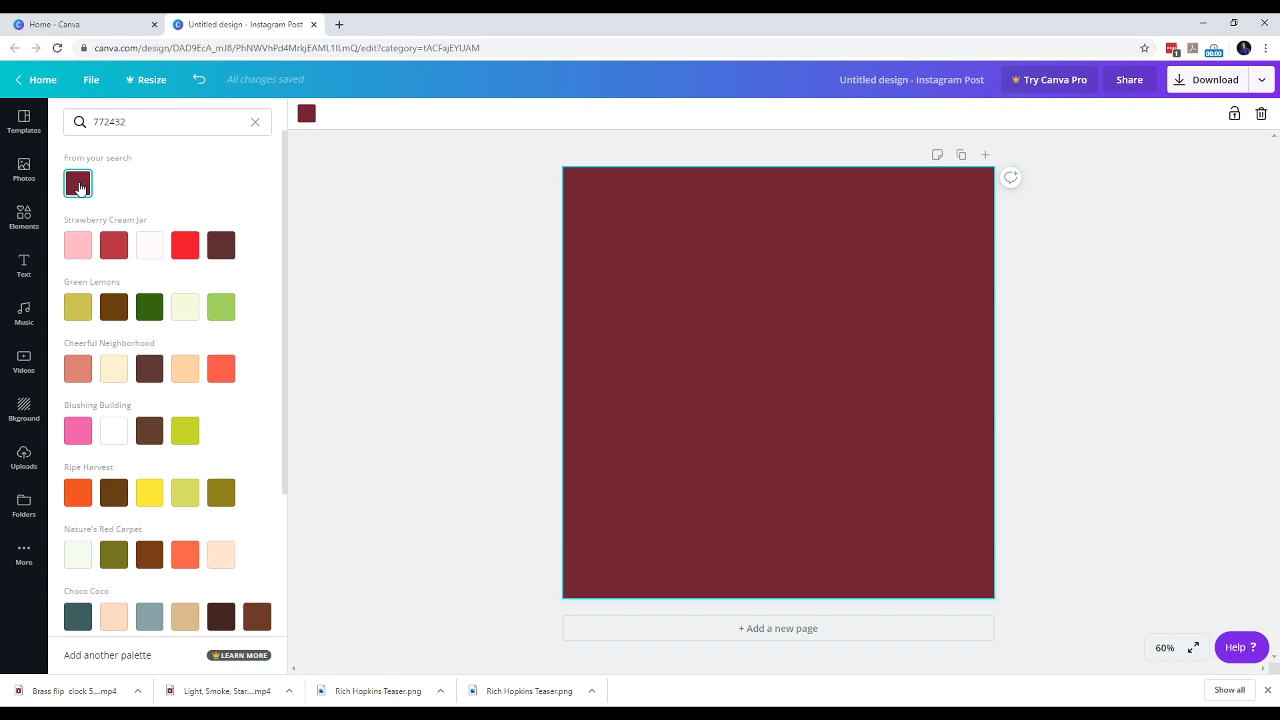 Home - Canva
Untitled design - Instagram Post
canva.com/design/DAD9EcA_mJ8/PhNWVhPd4MrkjEAML1ILmQ/edit?category=tACFajEYUAM
1
00:00
Home
File
Resize
All changes saved
Untitled design - Instagram Post
Try Canva Pro
Share
Download
Templates
Photos
Elements
Text
Music
Videos
Bkground
Uploads
Folders
More
772432
From your search
Strawberry Cream Jar
Green Lemons
Cheerful Neighborhood
Blushing Building
Ripe Harvest
Nature's Red Carpet
Choco Coco
Add another palette
LEARN MORE
+ Add a new page
60%
Help ?
Brass flip clock 5....mp4
Light, Smoke, Star....mp4
Rich Hopkins Teaser.png
Rich Hopkins Teaser.png
Show all